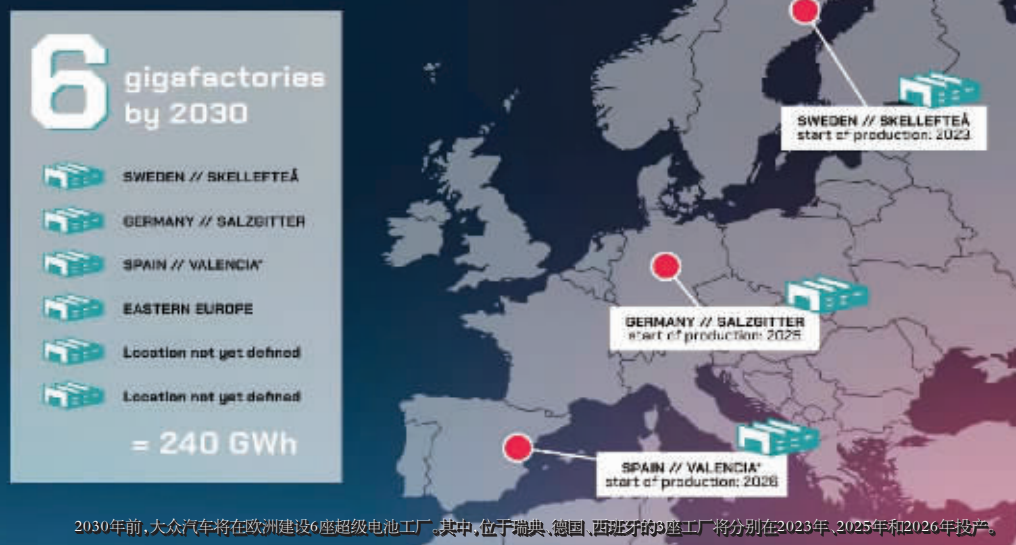 6
gigafactories
by 2030
SWEDEN // SKELLEFTEÅ
GERMANY // SALZGITTER
SPAIN // VALENCIA*
EASTERN EUROPE
Location not yet defined
Location not yet defined
= 240 GWh
SWEDEN // SKELLEFTEÅ
start of production: 2023
GERMANY // SALZGITTER
start of production: 2025
SPAIN // VALENCIA*
start of production: 2026
2030年前,大众汽车将在欧洲建设6座超级电池工厂。其中,位于瑞典、德国、西班牙的3座工厂将分别在2023年、2025年和2026年投产。